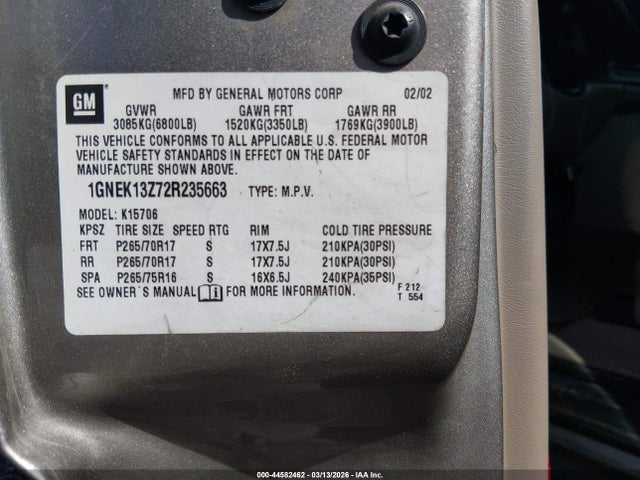 GM
MFD BY GENERAL MOTORS CORP 02/02
GVWR GAWR FRT GAWR RR
3085KG(6800LB) 1520KG(3350LB) 1769KG(3900LB)
THIS VEHICLE CONFORMS TO ALL APPLICABLE U.S. FEDERAL MOTOR
VEHICLE SAFETY STANDARDS IN EFFECT ON THE DATE OF
MANUFACTURE SHOWN ABOVE.
1GNEK13Z72R235663 TYPE: M.P.V.
MODEL: K15706
KPSZ TIRE SIZE SPEED RTG RIM COLD TIRE PRESSURE
FRT P265/70R17 S 17X7.5J 210KPA(30PSI)
RR P265/70R17 S 17X7.5J 210KPA(30PSI)
SPA P265/75R16 S 16X6.5J 240KPA(35PSI)
SEE OWNER´S MANUAL FOR MORE INFORMATION.
F 212
T 554
000-44582462 | 03/13/2026 | IAA Inc.